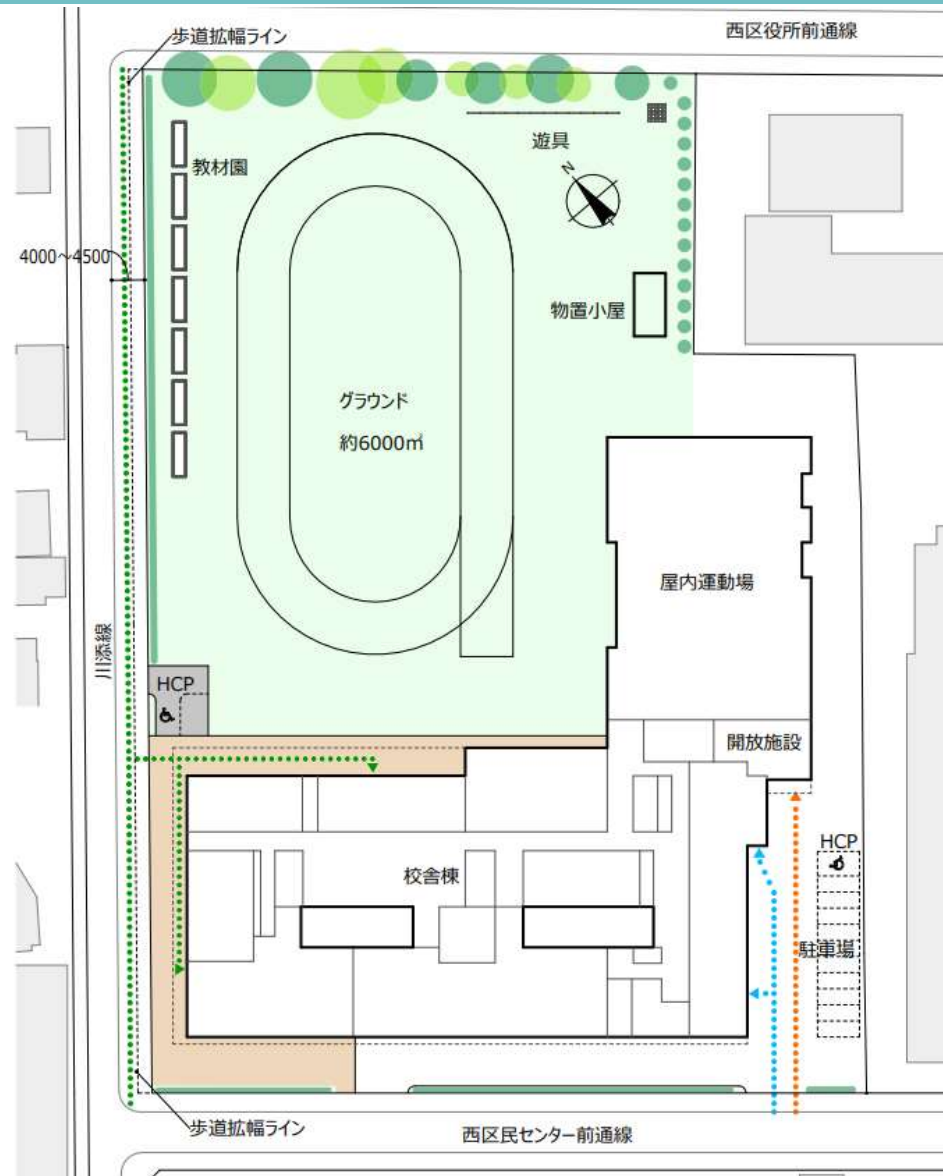 歩道拡幅ライン
西区役所前通線
教材園
遊具
N
4000～4500
物置小屋
グラウンド
約6000㎡
屋内運動場
川添線
HCP
開放施設
HCP
校舎棟
駐車場
歩道拡幅ライン
西区民センター前通線